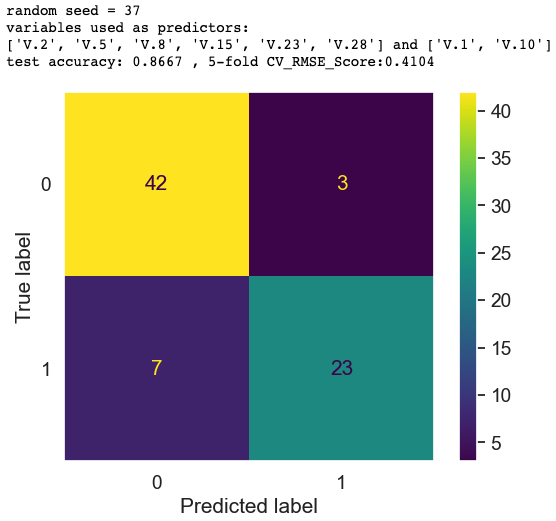 random seed = 37
variables used as predictors:
['V.2', 'V.5', 'V.8', 'V.15', 'V.23', 'V.28'] and ['V.1', 'V.10']
test accuracy: 0.8667 , 5-fold CV_RMSE_Score:0.4104
40
0
42
3
35
30
True label
25
20
1
7
23
15
10
5
0
1
Predicted label